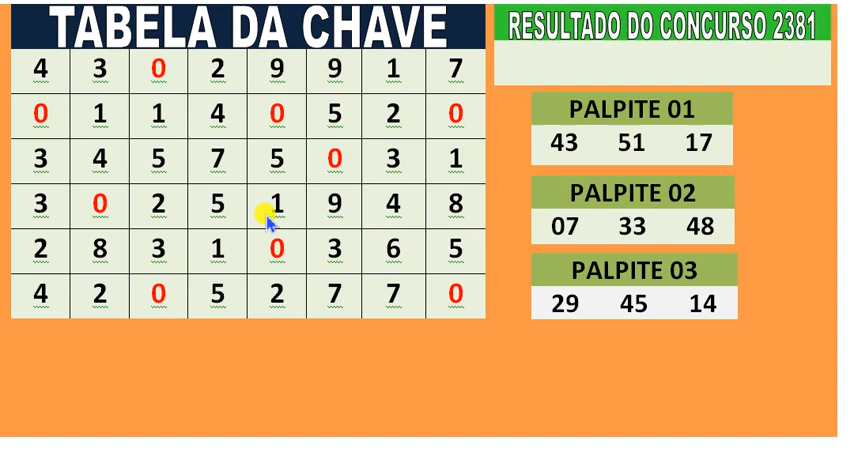 TABELA DA CHAVE
4 3 0 2 9 9 1 7
0 1 1 4 0 5 2 0
3 4 5 7 5 0 3 1
3 0 2 5 1 9 4 8
2 8 3 1 0 3 6 5
4 2 0 5 2 7 7 0
RESULTADO DO CONCURSO 2381
PALPITE 01
43 51 17
PALPITE 02
07 33 48
PALPITE 03
29 45 14